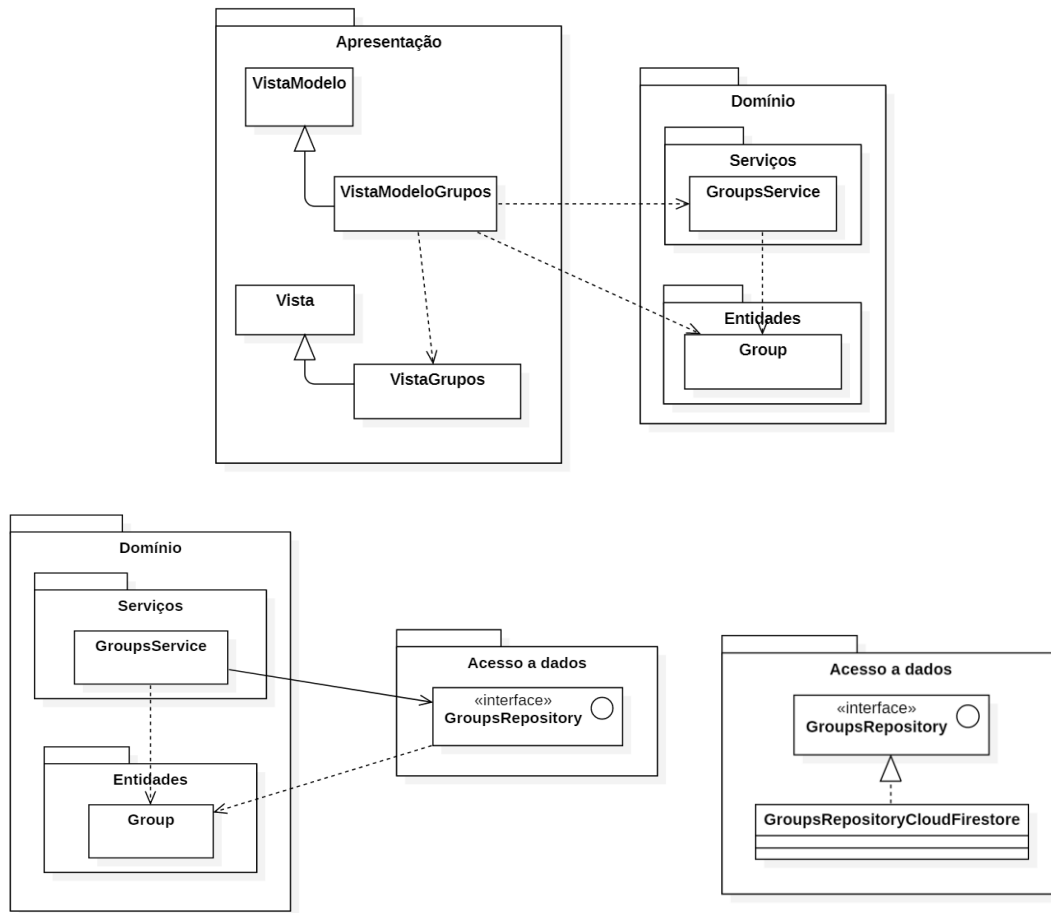 Apresentação
VistaModelo
VistaModeloGrupos
Vista
VistaGrupos
Domínio
Serviços
GroupsService
Entidades
Group
Domínio
Serviços
GroupsService
Entidades
Group
Acesso a dados
«interface»
GroupsRepository
Acesso a dados
«interface»
GroupsRepository
GroupsRepositoryCloudFirestore